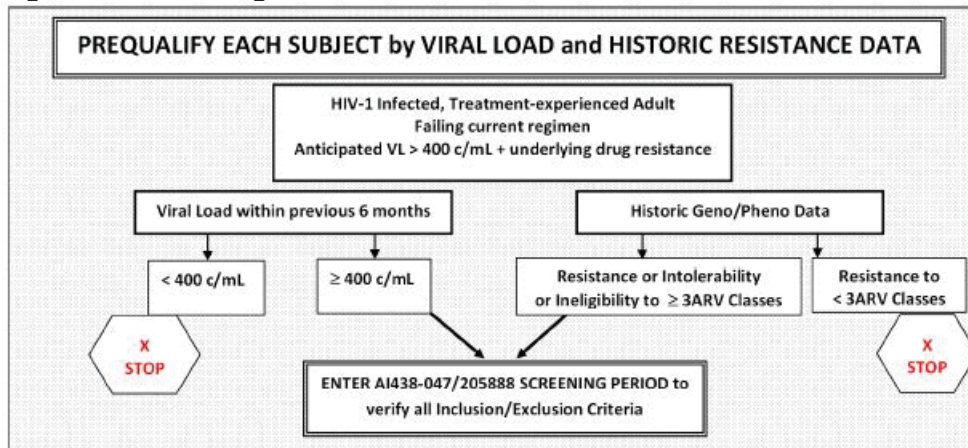 PREQUALIFY EACH SUBJECT by VIRAL LOAD and HISTORIC RESISTANCE DATA
HIV-1 Infected, Treatment-experienced Adult
Failing current regimen
Anticipated VL > 400 c/mL + underlying drug resistance
Viral Load within previous 6 months
Historic Geno/Pheno Data
< 400 c/mL
≥ 400 c/mL
Resistance or Intolerability
or Ineligibility to ≥ 3ARV Classes
Resistance to
< 3ARV Classes
X
STOP
X
STOP
ENTER AI438-047/205888 SCREENING PERIOD to
verify all Inclusion/Exclusion Criteria